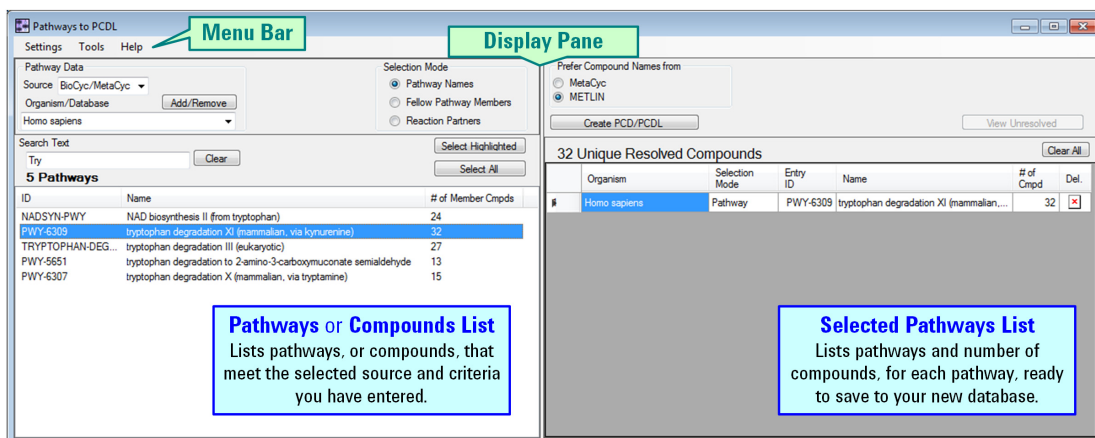 Pathways to PCDL
Settings Tools Help
Menu Bar
Display Pane
Pathway Data
Source BioCyc/MetaCyc
Organism/Database Add/Remove
Homo sapiens
Selection Mode
Pathway Names
Fellow Pathway Members
Reaction Partners
Search Text
Try Clear
5 Pathways
Select Highlighted
Select All
ID Name # of Member Cmpds
NADSYN-PWY NAD biosynthesis II (from tryptophan) 24
PWY-6309 tryptophan degradation XI (mammalian, via kynurenine) 32
TRYPTOPHAN-DEG... tryptophan degradation III (eukaryotic) 27
PWY-5651 tryptophan degradation to 2-amino-3-carboxymuconate semialdehyde 13
PWY-6307 tryptophan degradation X (mammalian, via tryptamine) 15
Pathways or Compounds List
Lists pathways, or compounds, that
meet the selected source and criteria
you have entered.
Prefer Compound Names from
MetaCyc
METLIN
Create PCD/PCDL View Unresolved
32 Unique Resolved Compounds Clear All
Organism Selection Mode Entry ID Name # of Cmpd Del.
Homo sapiens Pathway PWY-6309 tryptophan degradation XI (mammalian,... 32
Selected Pathways List
Lists pathways and number of
compounds, for each pathway, ready
to save to your new database.